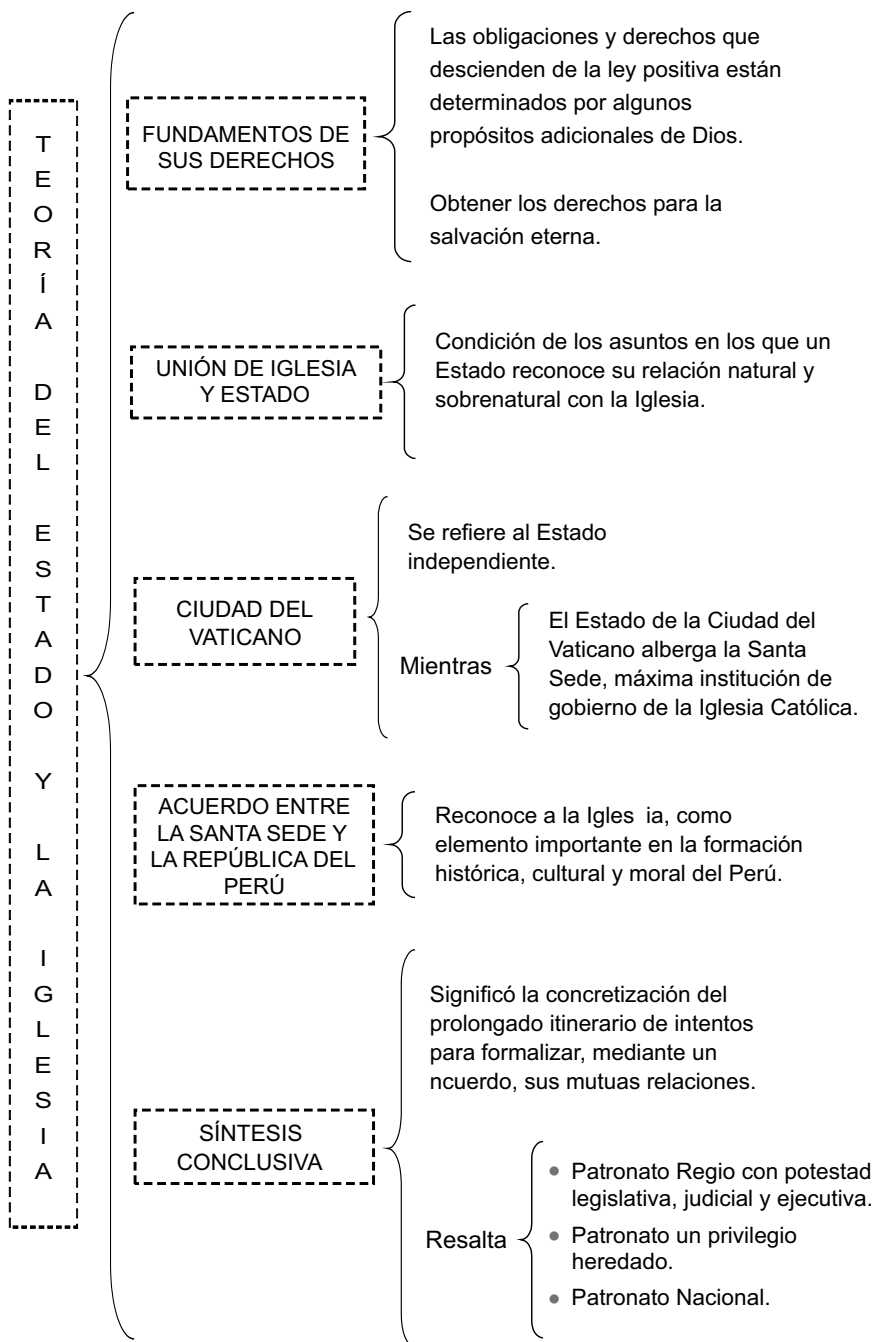 TEORÍA DEL ESTADO Y LA IGLESIA
FUNDAMENTOS DE
SUS DERECHOS
Las obligaciones y derechos que
descienden de la ley positiva están
determinados por algunos
propósitos adicionales de Dios.
Obtener los derechos para la
salvación eterna.
UNIÓN DE IGLESIA
Y ESTADO
Condición de los asuntos en los que un
Estado reconoce su relación natural y
sobrenatural con la Iglesia.
CIUDAD DEL
VATICANO
Se refiere al Estado
independiente.
Mientras
El Estado de la Ciudad del
Vaticano alberga la Santa
Sede, máxima institución de
gobierno de la Iglesia Católica.
ACUERDO ENTRE
LA SANTA SEDE Y
LA REPÚBLICA DEL
PERÚ
Reconoce a la Igles ia, como
elemento importante en la formación
histórica, cultural y moral del Perú.
SÍNTESIS
CONCLUSIVA
Significó la concretización del
prolongado itinerario de intentos
para formalizar, mediante un
ncuerdo, sus mutuas relaciones.
Resalta
• Patronato Regio con potestad
legislativa, judicial y ejecutiva.
• Patronato un privilegio
heredado.
• Patronato Nacional.